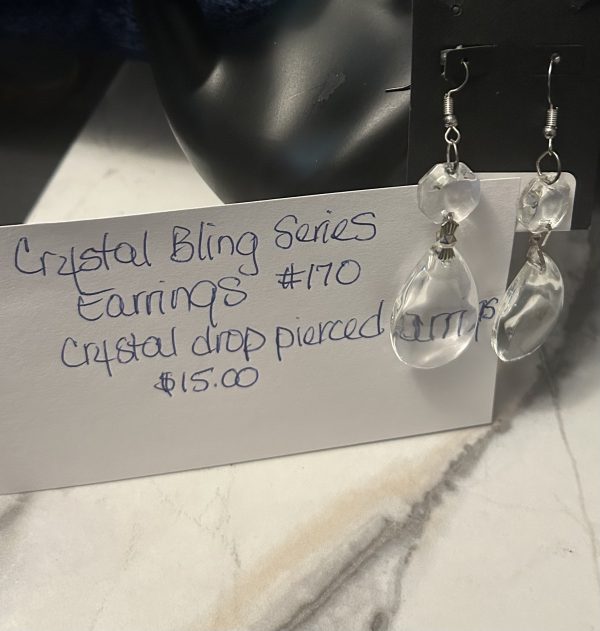 Crystal Bling Series
Earrings #170
Crystal drop pierced
$15.00